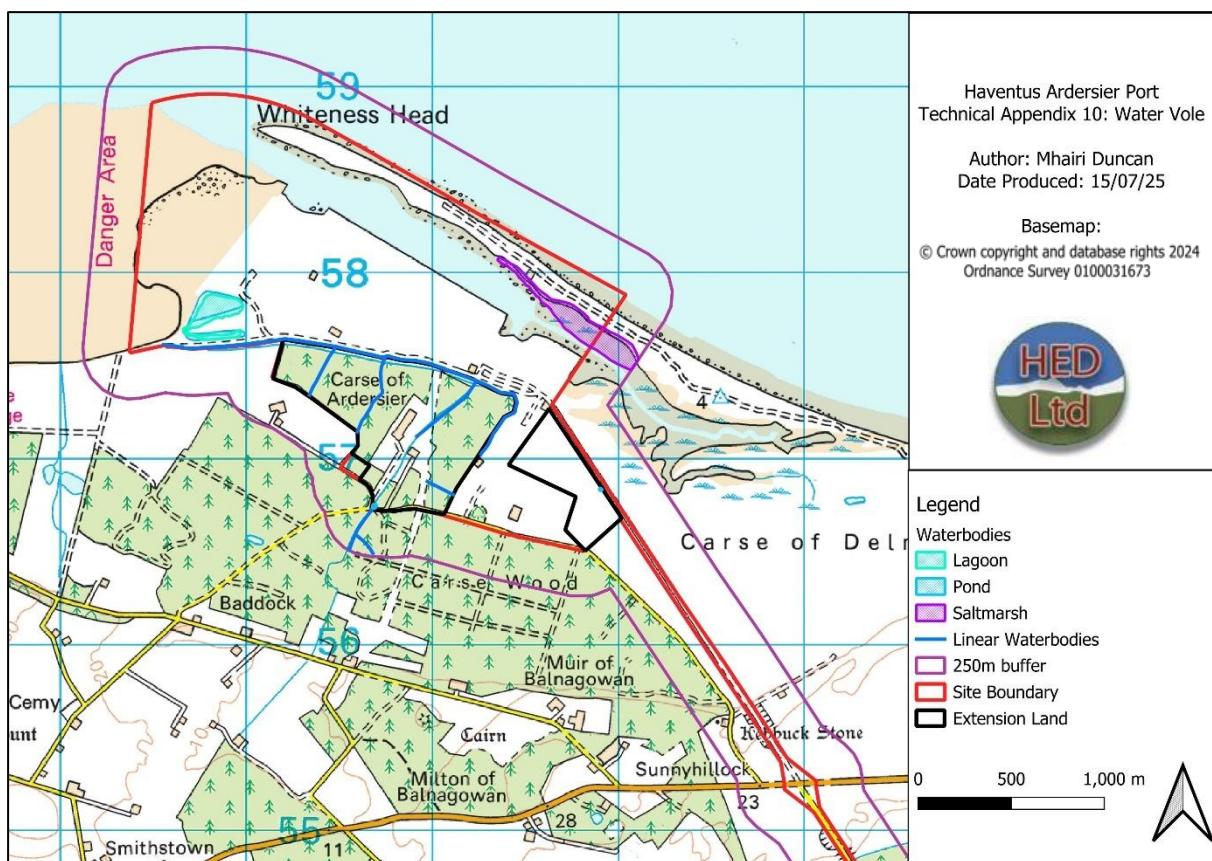 59
Whiteness Head
Danger Area
58
Carse of
Ardersier
57
4
Carse of Deln
Carse Wood
Baddock
56
Muir of
Balnagowan
Cemy
unt
10
Cairn
Kebbuck Stone
Milton of
Balnagowan
Sunnyhillock
23
28
55
11
Smithstown
ge
Haventus Ardersier Port
Technical Appendix 10: Water Vole
Author: Mhairi Duncan
Date Produced: 15/07/25
Basemap:
© Crown copyright and database rights 2024
Ordnance Survey 0100031673
HED
Ltd
Legend
Waterbodies
Lagoon
Pond
Saltmarsh
Linear Waterbodies
250m buffer
Site Boundary
Extension Land
0 500 1,000 m